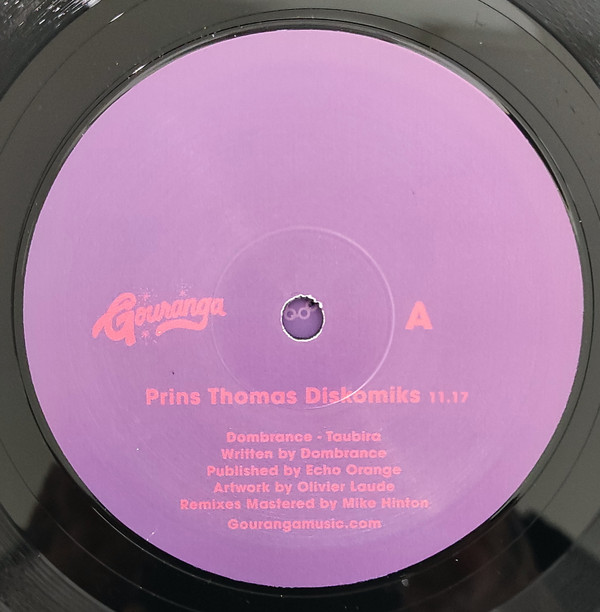 Gouranga
A
Prins Thomas Diskomiks 11.17
Dombrance - Taubira
Written by Dombrance
Published by Echo Orange
Artwork by Olivier Laude
Remixes Mastered by Mike Hinton
Gourangamusic.com